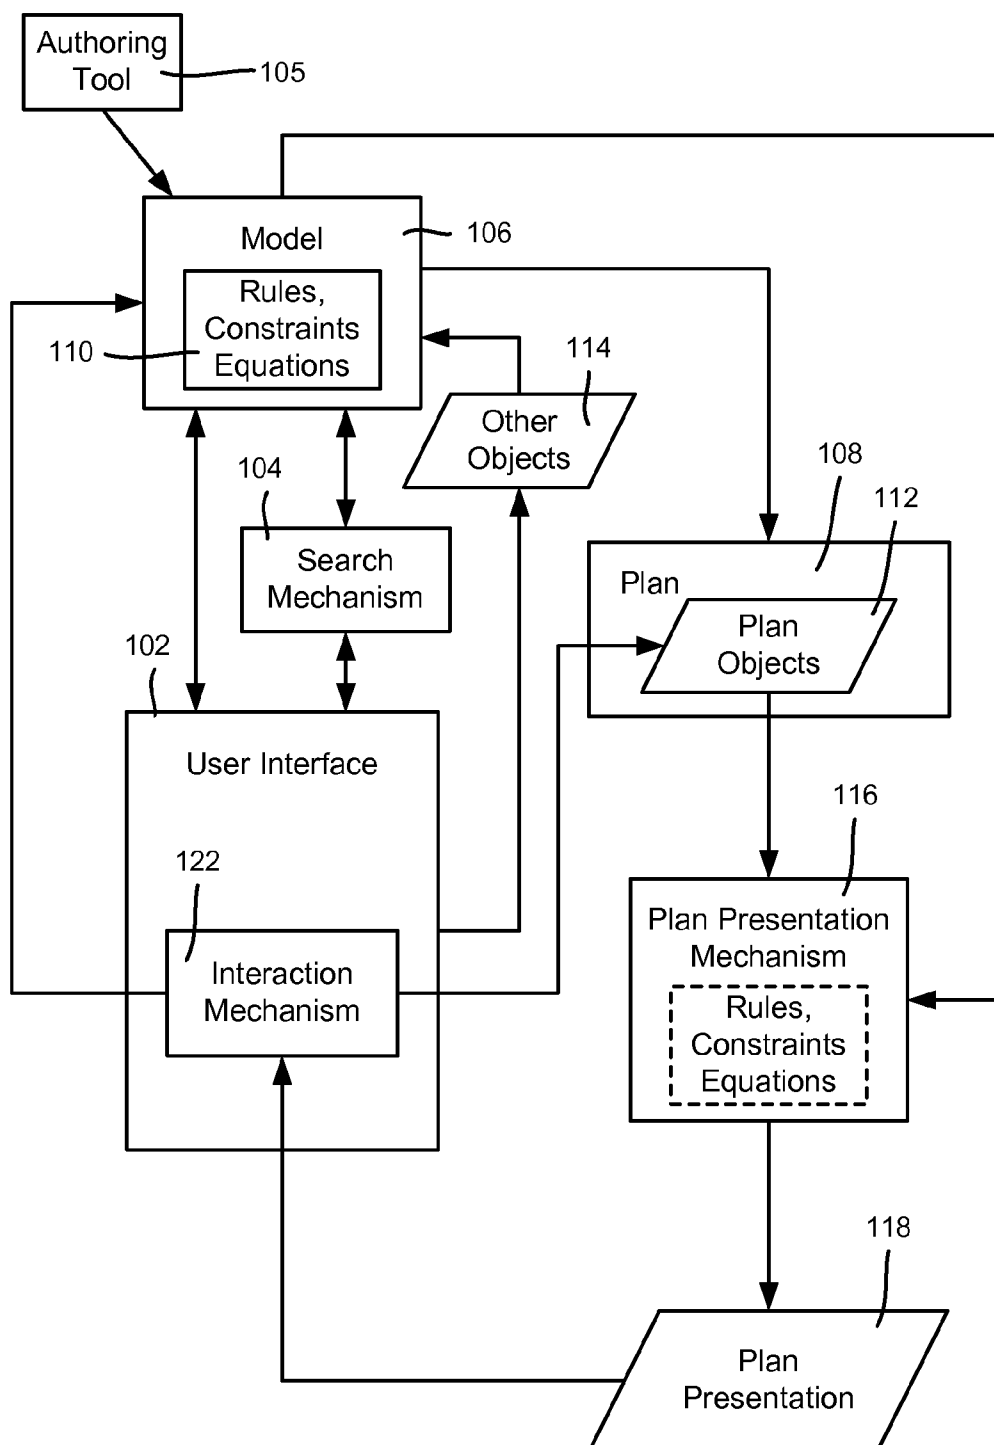 Authoring
Tool
105
Model
106
Rules,
Constraints
Equations
110
114
Other
Objects
104
Search
Mechanism
108
112
Plan
Plan
Objects
102
User Interface
122
Interaction
Mechanism
116
Plan Presentation
Mechanism
Rules,
Constraints
Equations
118
Plan
Presentation